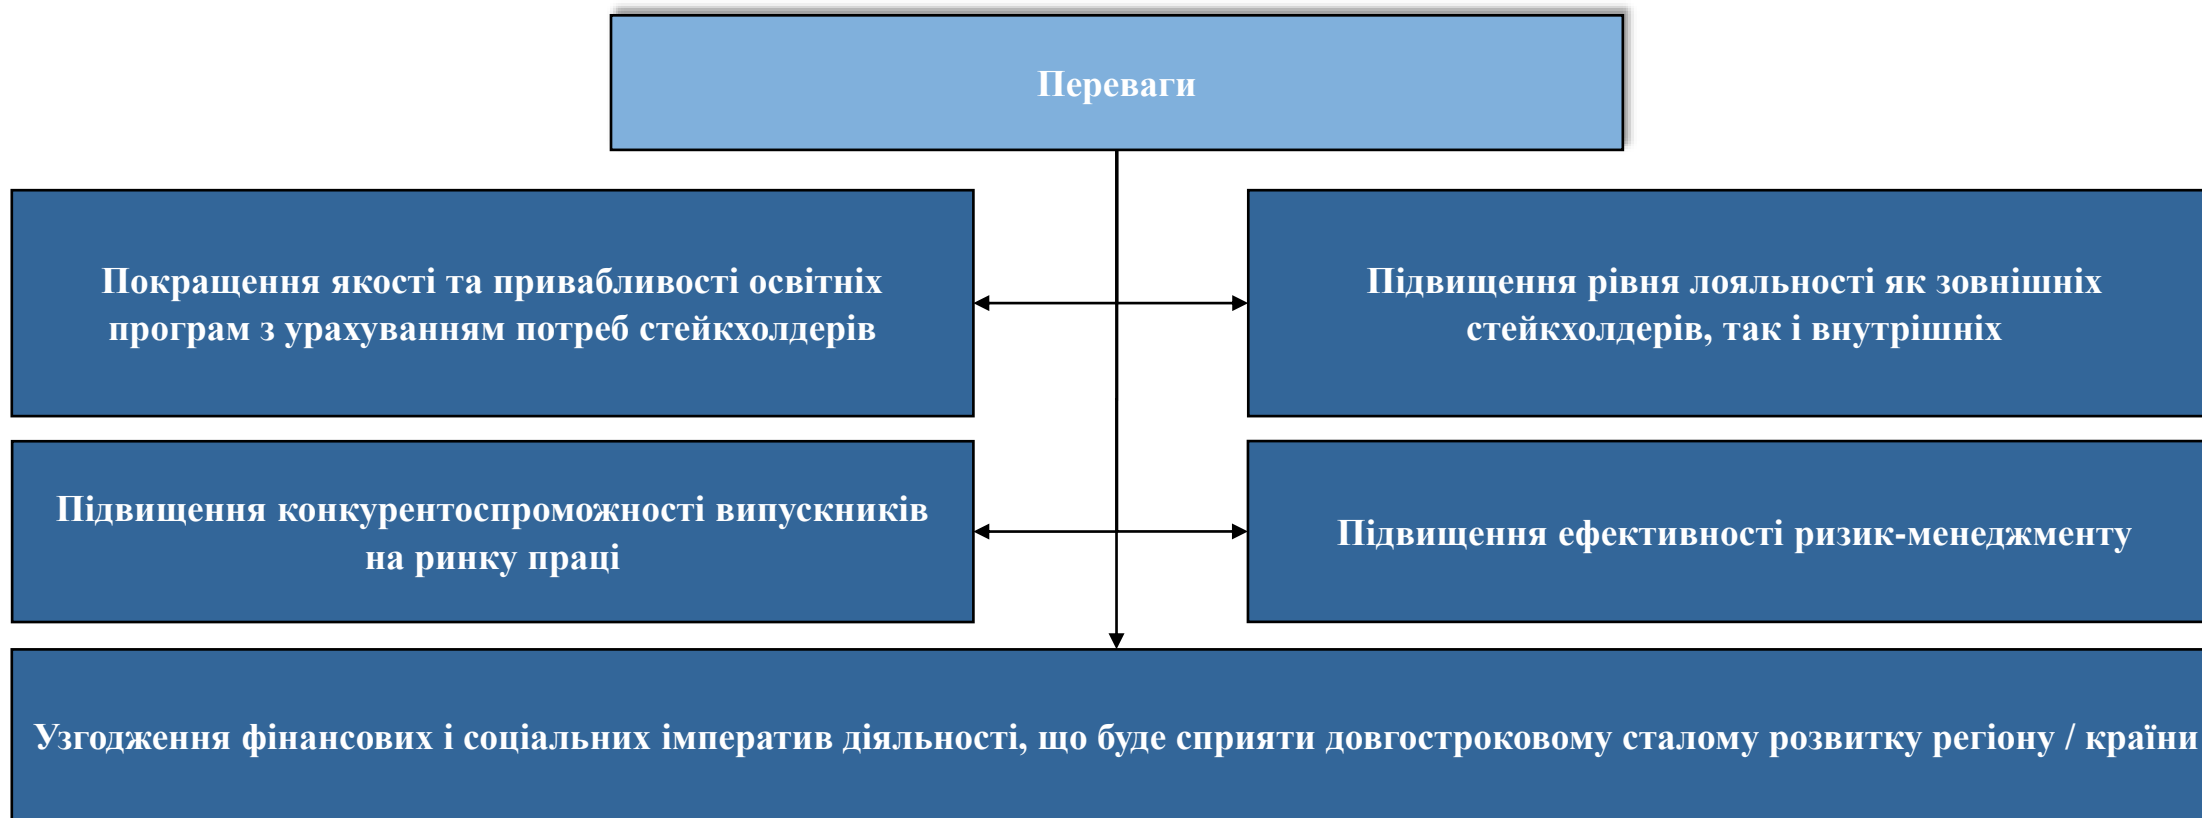 Переваги
Покращення якості та привабливості освітніх
програм з урахуванням потреб стейкхолдерів
Підвищення рівня лояльності як зовнішніх
стейкхолдерів, так і внутрішніх
Підвищення конкурентоспроможності випускників
на ринку праці
Підвищення ефективності ризик-менеджменту
Узгодження фінансових і соціальних імператив діяльності, що буде сприяти довгостроковому сталому розвитку регіону / країни